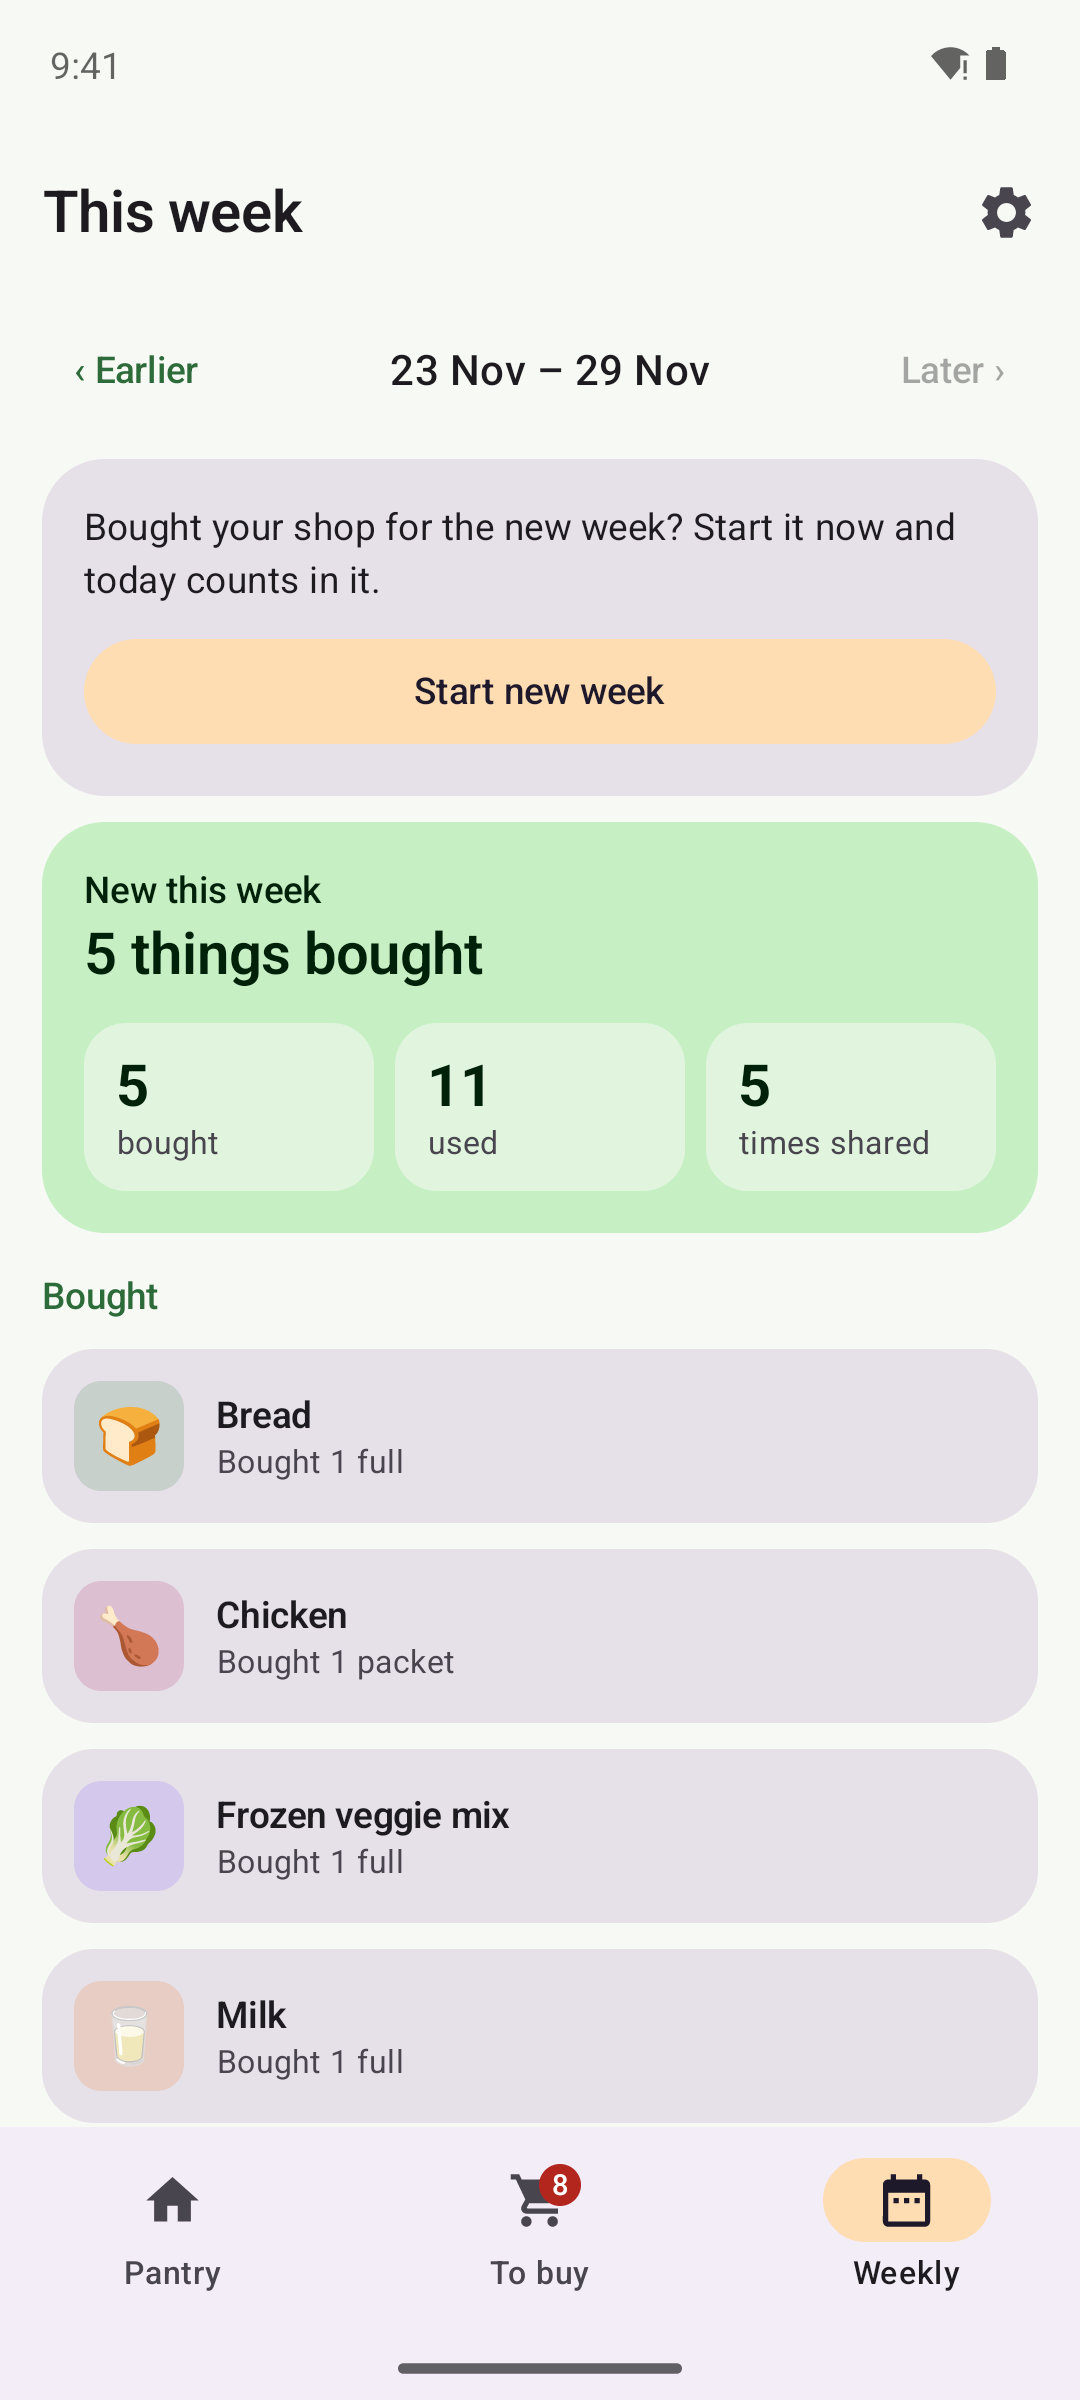 9:41
This week
‹ Earlier
23 Nov – 29 Nov
Later ›
Bought your shop for the new week? Start it now and
today counts in it.
Start new week
New this week
5 things bought
5
bought
11
used
5
times shared
Bought
Bread
Bought 1 full
Chicken
Bought 1 packet
Frozen veggie mix
Bought 1 full
Milk
Bought 1 full
8
Pantry
To buy
Weekly